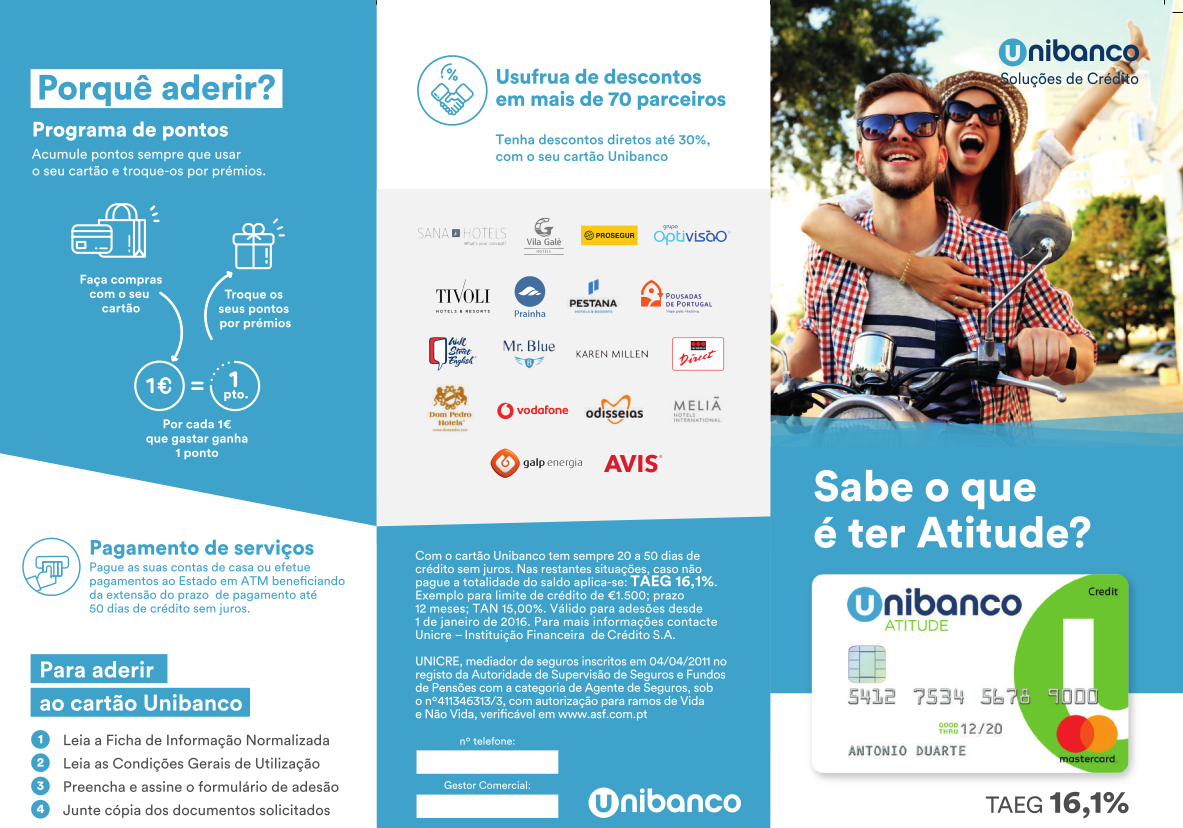 Porquê aderir?
Programa de pontos
Acumule pontos sempre que usar
o seu cartão e troque-os por prémios.
Faça compras
com o seu
cartão
Troque os
seus pontos
por prémios
1€ = 1 pto.
Por cada 1€
que gastar ganha
1 ponto
Pagamento de serviços
Pague as suas contas de casa ou efetue
pagamentos ao Estado em ATM beneficiando
da extensão do prazo de pagamento até
50 dias de crédito sem juros.
Para aderir
ao cartão Unibanco
1 Leia a Ficha de Informação Normalizada
2 Leia as Condições Gerais de Utilização
3 Preencha e assine o formulário de adesão
4 Junte cópia dos documentos solicitados
%
Usufrua de descontos
em mais de 70 parceiros
Tenha descontos diretos até 30%,
com o seu cartão Unibanco
SANA HOTELS
What's your concept?
G
Vila Galé
HOTÉIS
PROSEGUR
grupo
Optivisão
TIVOLI
HOTELS & RESORTS
Prainha
PESTANA
HOTELS & RESORTS
POUSADAS
DE PORTUGAL
Wall
Street
English
Mr. Blue
KAREN MILLEN
Direct
Dom Pedro
Hotels
vodafone
odisseias
MELIÃ
HOTELS
INTERNATIONAL
galp energia
AVIS
Com o cartão Unibanco tem sempre 20 a 50 dias de
crédito sem juros. Nas restantes situações, caso não
pague a totalidade do saldo aplica-se: TAEG 16,1%.
Exemplo para limite de crédito de €1.500; prazo
12 meses; TAN 15,00%. Válido para adesões desde
1 de janeiro de 2016. Para mais informações contacte
Unicre – Instituição Financeira de Crédito S.A.
UNICRE, mediador de seguros inscritos em 04/04/2011 no
registo da Autoridade de Supervisão de Seguros e Fundos
de Pensões com a categoria de Agente de Seguros, sob
o nº411346313/3, com autorização para ramos de Vida
e Não Vida, verificável em www.asf.com.pt
nº telefone:
Gestor Comercial:
Unibanco
Unibanco
Soluções de Crédito
Sabe o que
é ter Atitude?
Credit
Unibanco
ATITUDE
5412 7534 5678 9000
GOOD
THRU 12/20
ANTONIO DUARTE
mastercard.
TAEG 16,1%